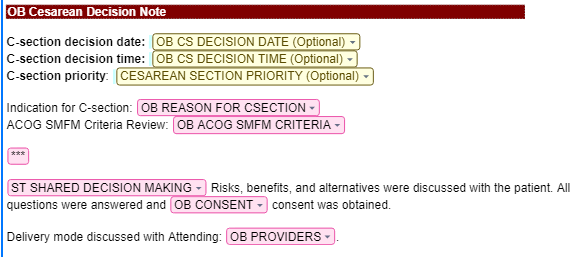 OB Cesarean Decision Note
C-section decision date: OB CS DECISION DATE (Optional)
C-section decision time: OB CS DECISION TIME (Optional)
C-section priority: CESAREAN SECTION PRIORITY (Optional)
Indication for C-section: OB REASON FOR CSECTION
ACOG SMFM Criteria Review: OB ACOG SMFM CRITERIA
***
ST SHARED DECISION MAKING Risks, benefits, and alternatives were discussed with the patient. All
questions were answered and OB CONSENT consent was obtained.
Delivery mode discussed with Attending: OB PROVIDERS.